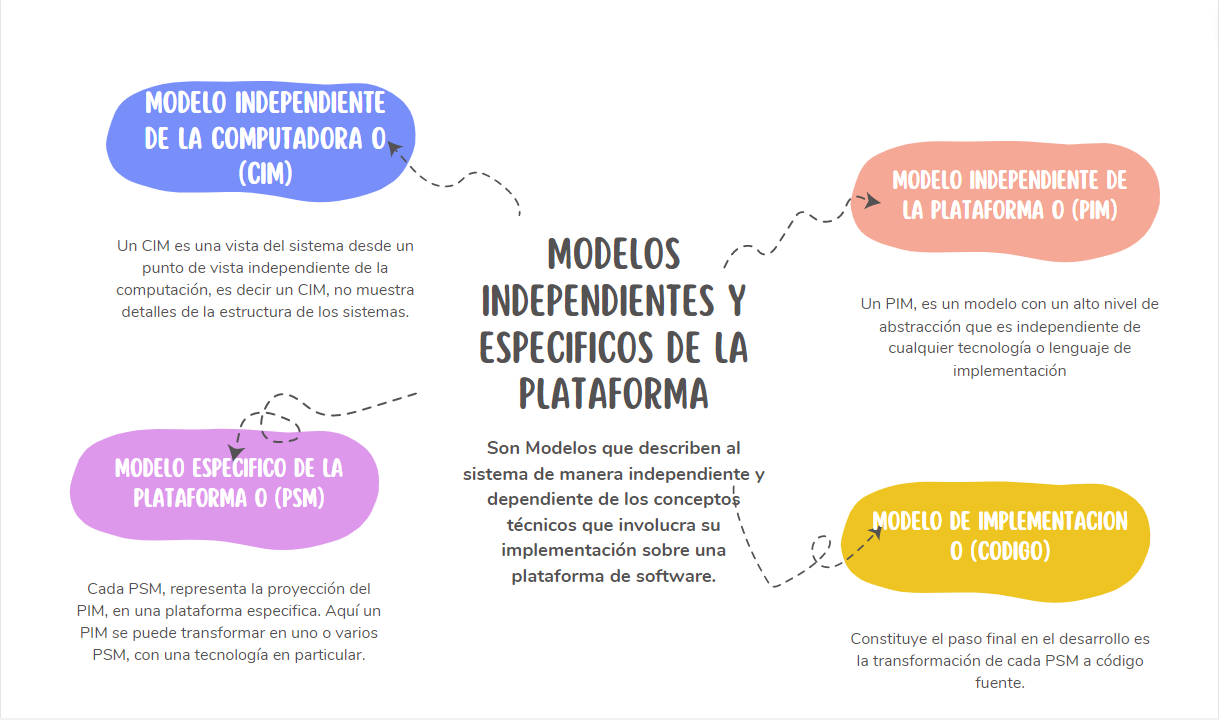 MODELO INDEPENDIENTE
DE LA COMPUTADORA O
(CIM)
Un CIM es una vista del sistema desde un
punto de vista independiente de la
computación, es decir un CIM, no muestra
detalles de la estructura de los sistemas.
MODELO INDEPENDIENTE DE
LA PLATAFORMA O (PIM)
Un PIM, es un modelo con un alto nivel de
abstracción que es independiente de
cualquier tecnología o lenguaje de
implementación
MODELOS
INDEPENDIENTES Y
ESPECIFICOS DE LA
PLATAFORMA
Son Modelos que describen al
sistema de manera independiente y
dependiente de los conceptos
técnicos que involucra su
implementación sobre una
plataforma de software.
MODELO ESPECIFICO DE LA
PLATAFORMA O (PSM)
Cada PSM, representa la proyección del
PIM, en una plataforma especifica. Aquí un
PIM se puede transformar en uno o varios
PSM, con una tecnología en particular.
MODELO DE IMPLEMENTACION
O (CODIGO)
Constituye el paso final en el desarrollo es
la transformación de cada PSM a código
fuente.